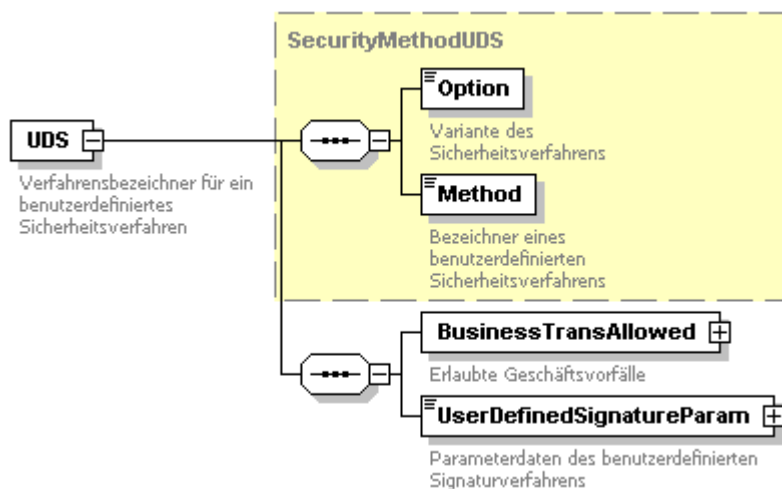 SecurityMethodUDS
Option
Variante des
Sicherheitsverfahrens
UDS
Verfahrensbezeichner für ein
benutzerdefiniertes
Sicherheitsverfahren
Method
Bezeichner eines
benutzerdefinierten
Sicherheitsverfahrens
BusinessTransAllowed
Erlaubte Geschäftsvorfälle
UserDefinedSignatureParam
Parameterdaten des benutzerdefinierten
Signaturverfahrens